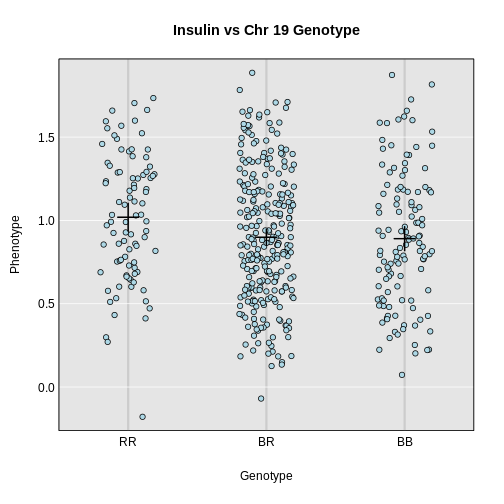 Insulin vs Chr 19 Genotype
Phenotype
1.5
1.0
0.5
0.0
RR BR BB
Genotype